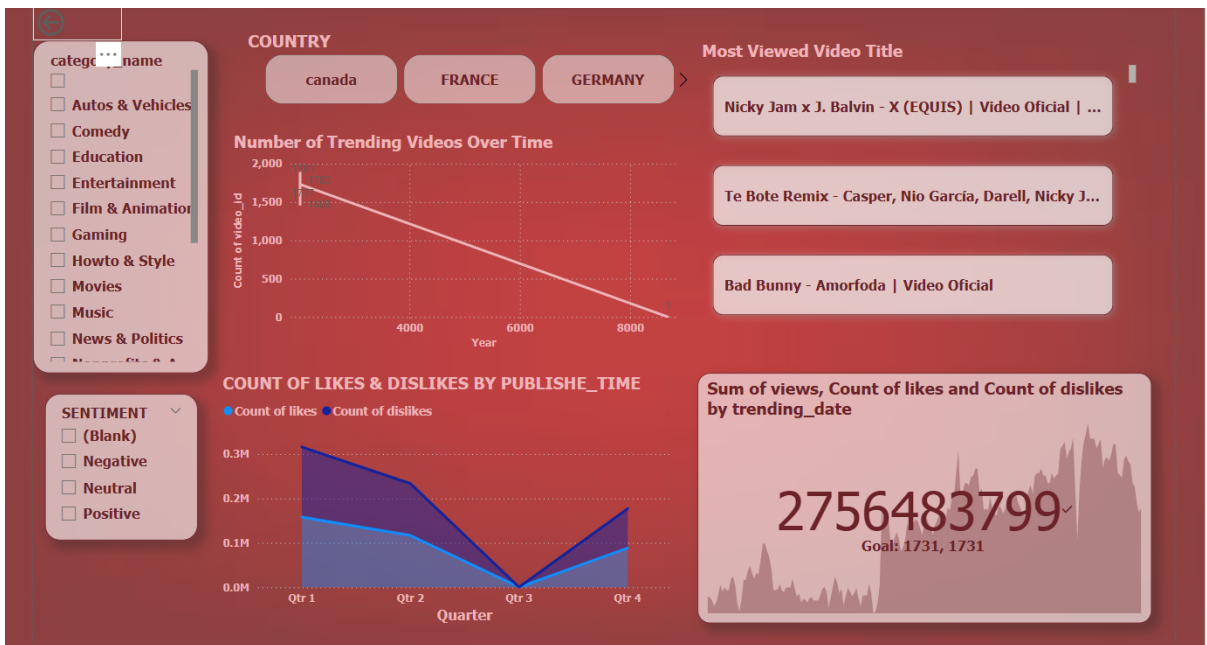 category_name
Autos & Vehicles
Comedy
Education
Entertainment
Film & Animation
Gaming
Howto & Style
Movies
Music
News & Politics
SENTIMENT
(Blank)
Negative
Neutral
Positive
COUNTRY
canada
FRANCE
GERMANY
Number of Trending Videos Over Time
2,000
1,500
1,000
500
0
Count of video_id
4000
6000
8000
Year
COUNT OF LIKES & DISLIKES BY PUBLISHE_TIME
Count of likes
Count of dislikes
0.3M
0.2M
0.1M
0.0M
Qtr 1
Qtr 2
Qtr 3
Qtr 4
Quarter
Most Viewed Video Title
Nicky Jam x J. Balvin - X (EQUIS) | Video Oficial | ...
Te Bote Remix - Casper, Nio García, Darell, Nicky J...
Bad Bunny - Amorfoda | Video Oficial
Sum of views, Count of likes and Count of dislikes
by trending_date
2756483799
Goal: 1731, 1731